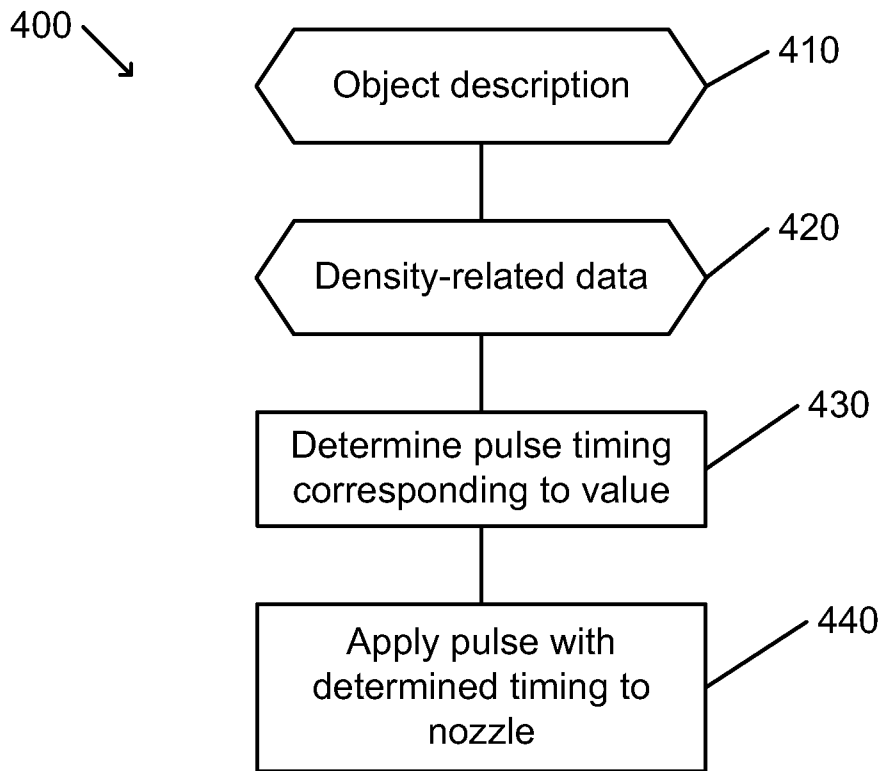 400
Object description
410
Density-related data
420
Determine pulse timing
corresponding to value
430
Apply pulse with
determined timing to
nozzle
440